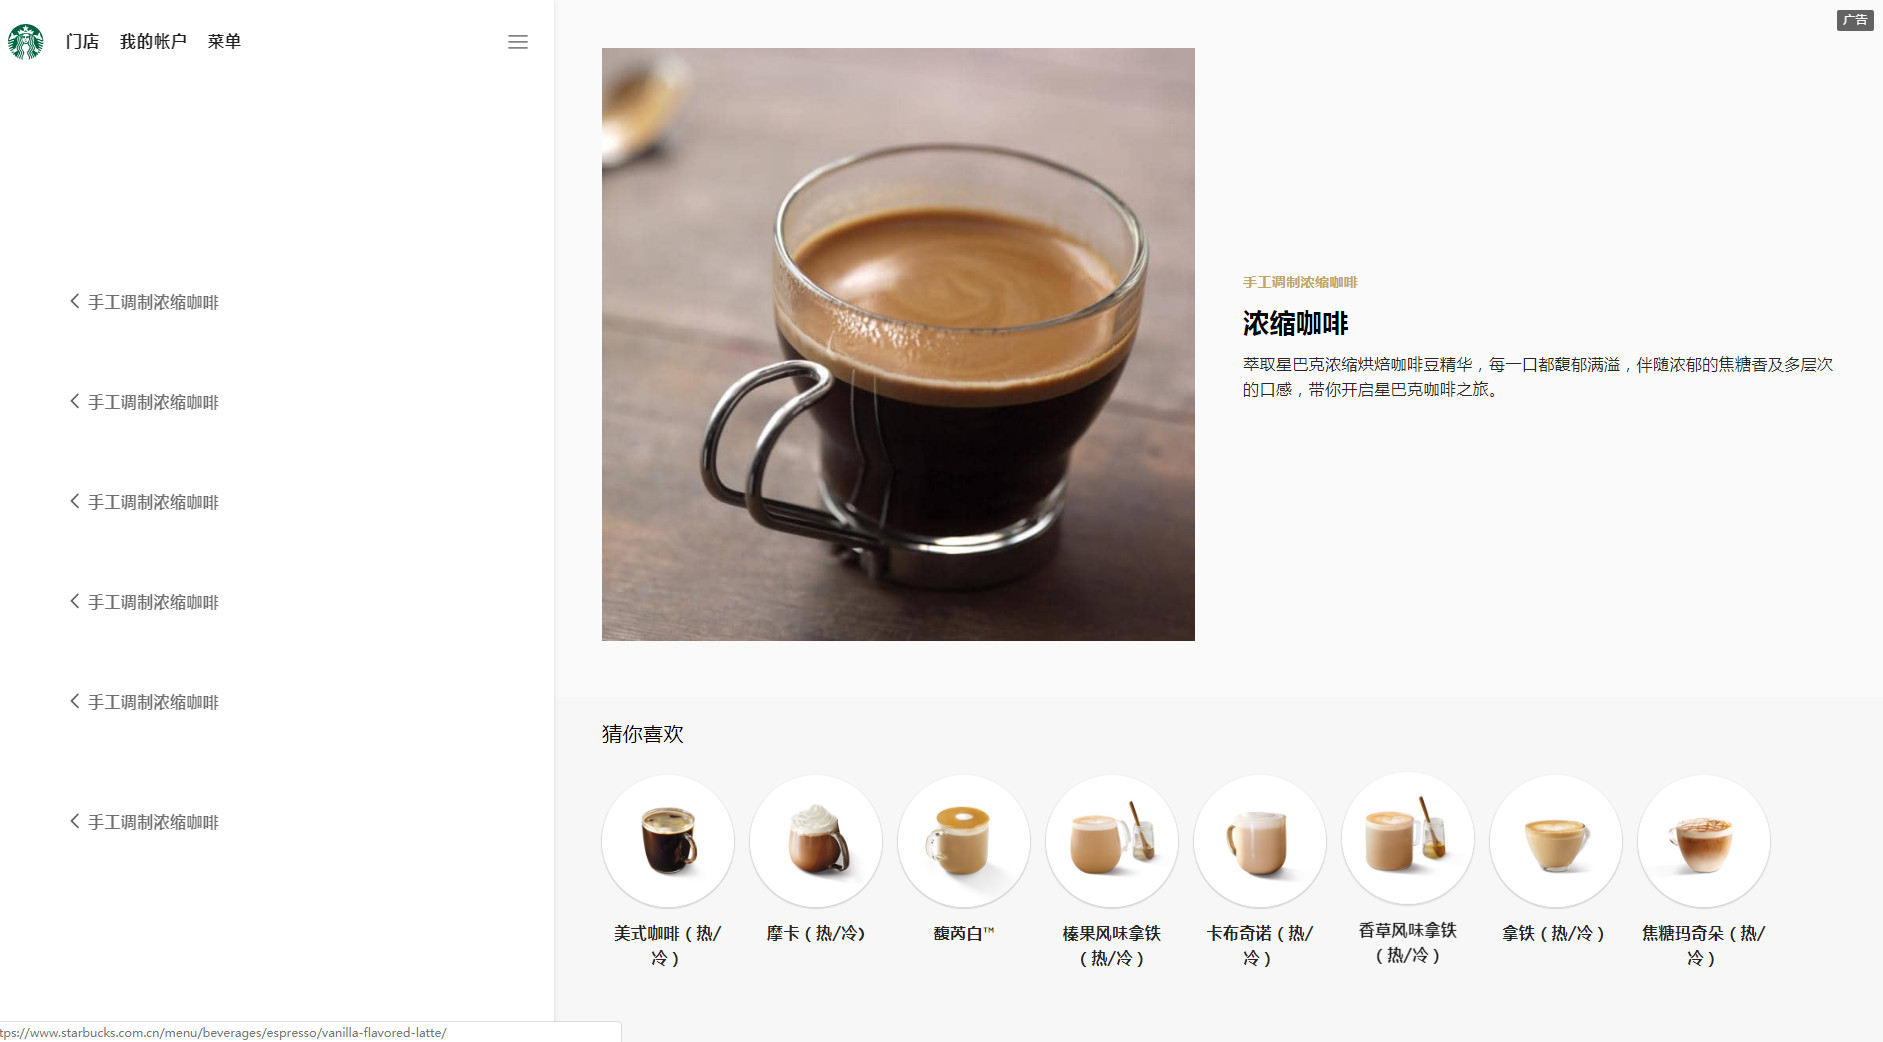 门店 我的帐户 菜单
广告
手工调制浓缩咖啡
手工调制浓缩咖啡
手工调制浓缩咖啡
手工调制浓缩咖啡
手工调制浓缩咖啡
手工调制浓缩咖啡
手工调制浓缩咖啡
浓缩咖啡
萃取星巴克浓缩烘焙咖啡豆精华，每一口都馥郁满溢，伴随浓郁的焦糖香及多层次
的口感，带你开启星巴克咖啡之旅。
猜你喜欢
美式咖啡（热/
冷）
摩卡（热/冷）
馥芮白™
榛果风味拿铁
（热/冷）
卡布奇诺（热/
冷）
香草风味拿铁
（热/冷）
拿铁（热/冷）
焦糖玛奇朵（热/
冷）
tps://www.starbucks.com.cn/menu/beverages/espresso/vanilla-flavored-latte/